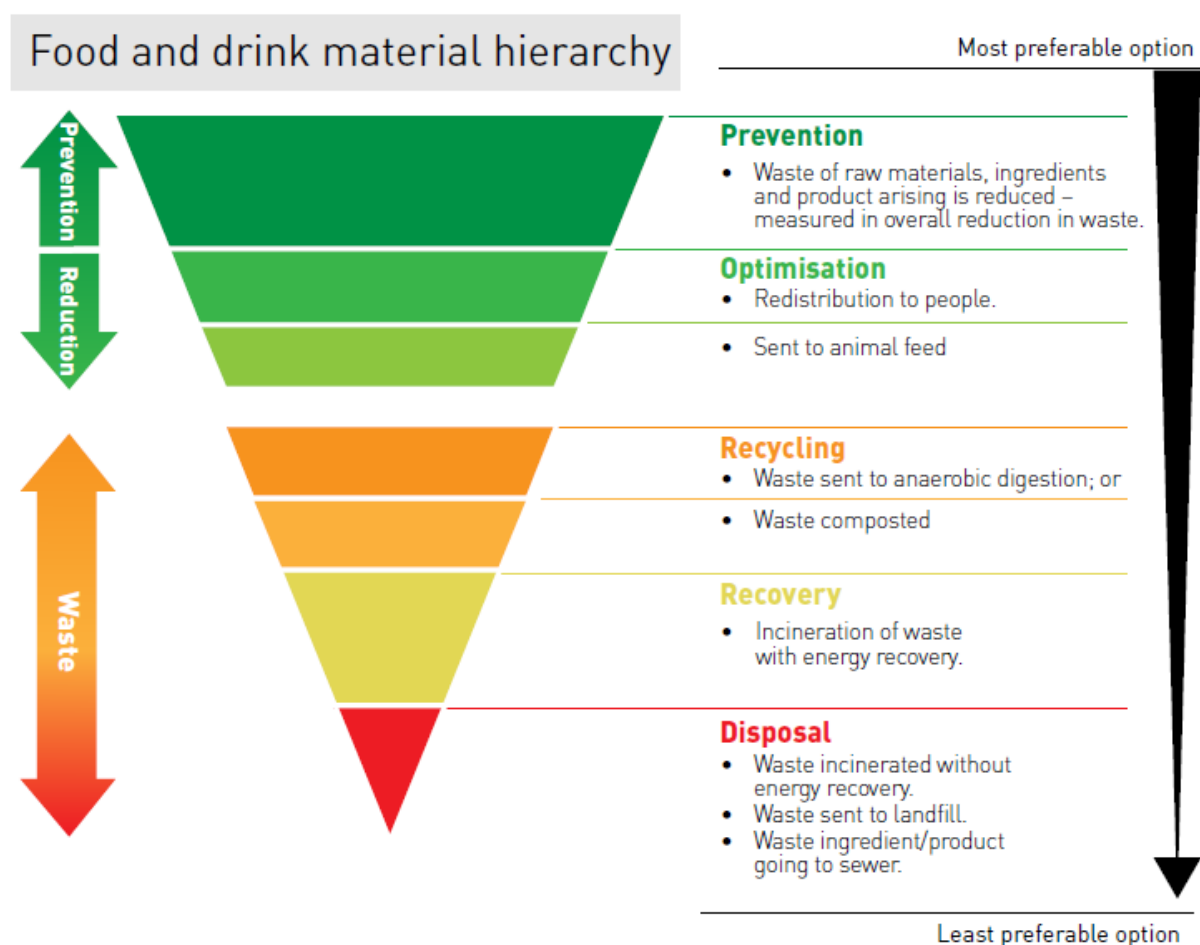 Food and drink material hierarchy
Most preferable option
Prevention
Reduction
Waste
Prevention
• Waste of raw materials, ingredients
and product arising is reduced –
measured in overall reduction in waste.
Optimisation
• Redistribution to people.
• Sent to animal feed
Recycling
• Waste sent to anaerobic digestion; or
• Waste composted
Recovery
• Incineration of waste
with energy recovery.
Disposal
• Waste incinerated without
energy recovery.
• Waste sent to landfill.
• Waste ingredient/product
going to sewer.
Least preferable option